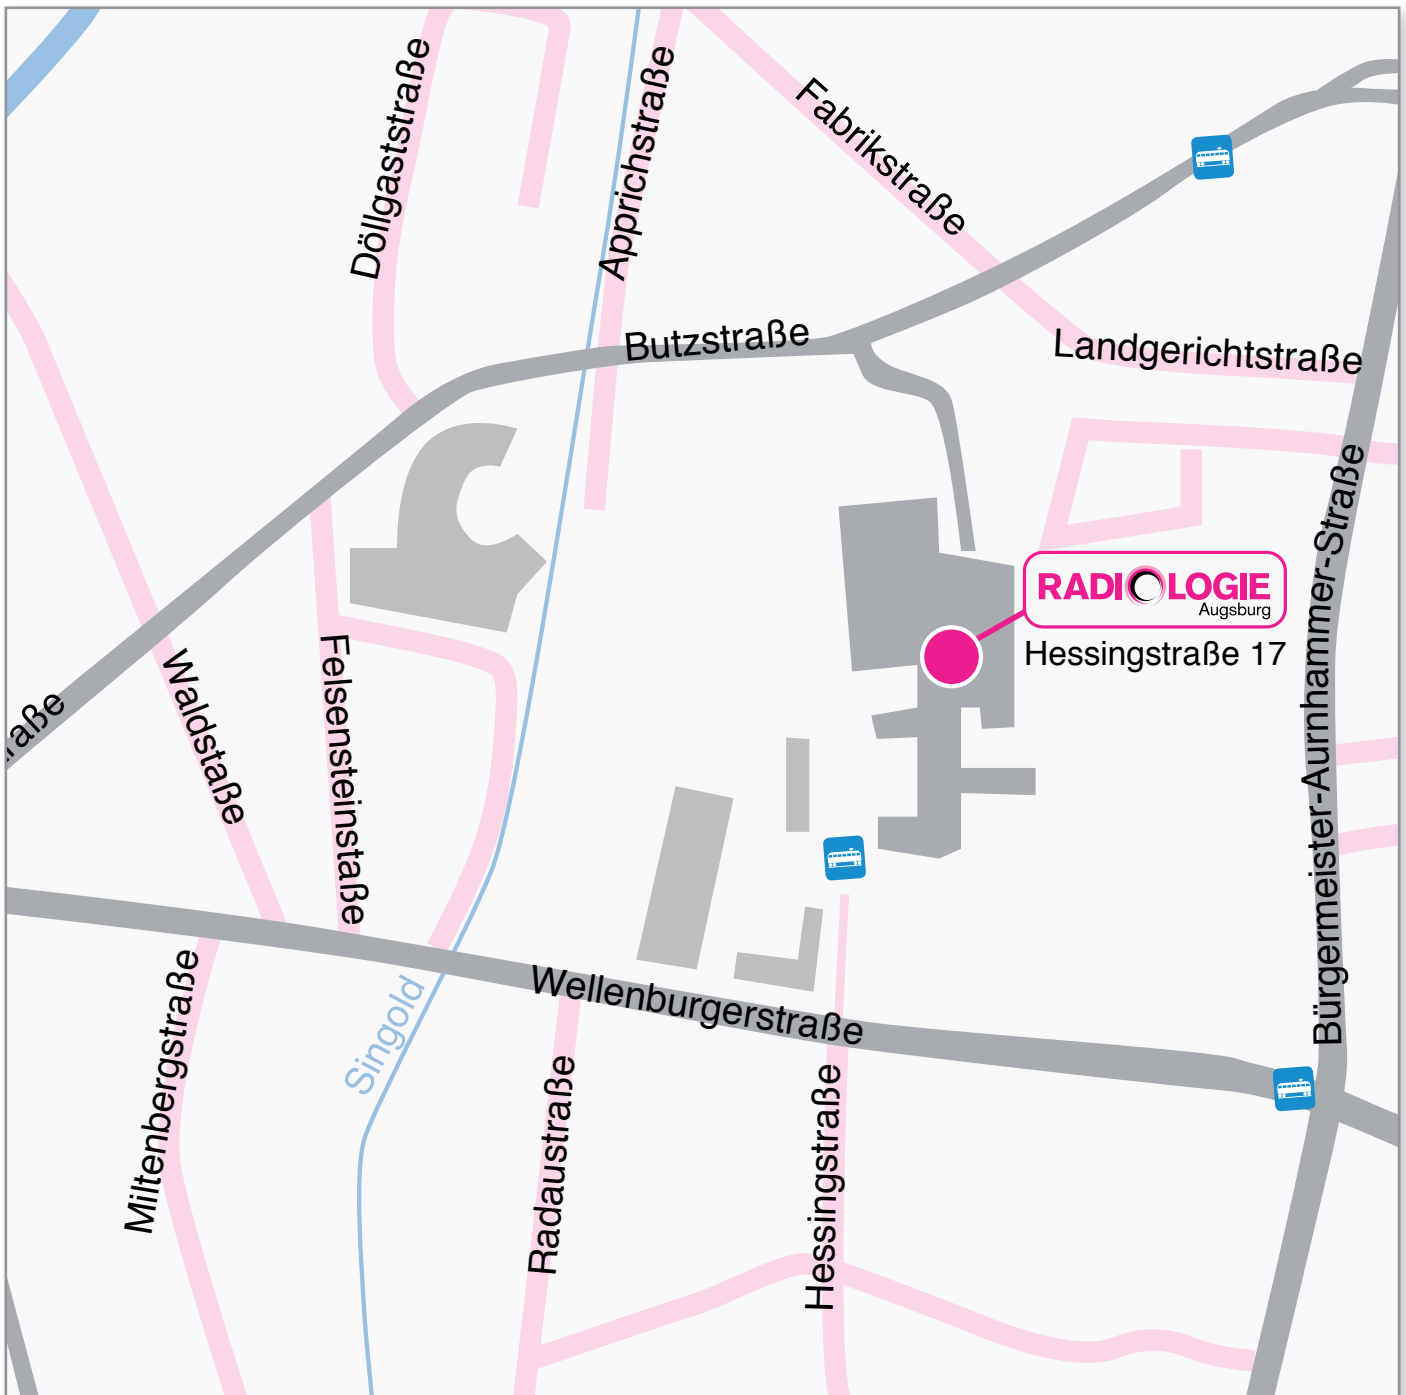 Döllgaststraße
Apprichstraße
Fabrikstraße
Butzstraße
Landgerichtstraße
RADIOLOGIE
Augsburg
Hessingstraße 17
Bürgermeister-Aurnhammer-Straße
raße
Waldstaße
Felsensteinstaße
Singold
Wellenburgerstraße
Miltenbergstraße
Radaustraße
Hessingstraße